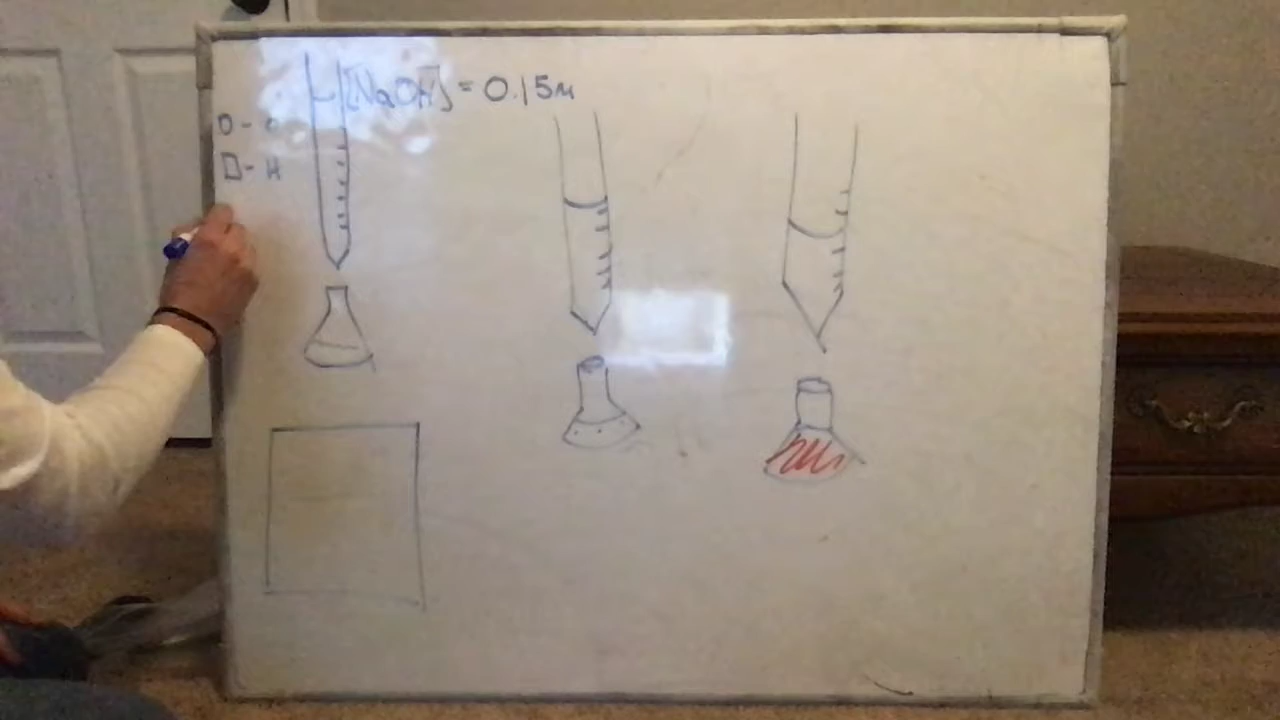 [NaOH] = 0.15M
□- H